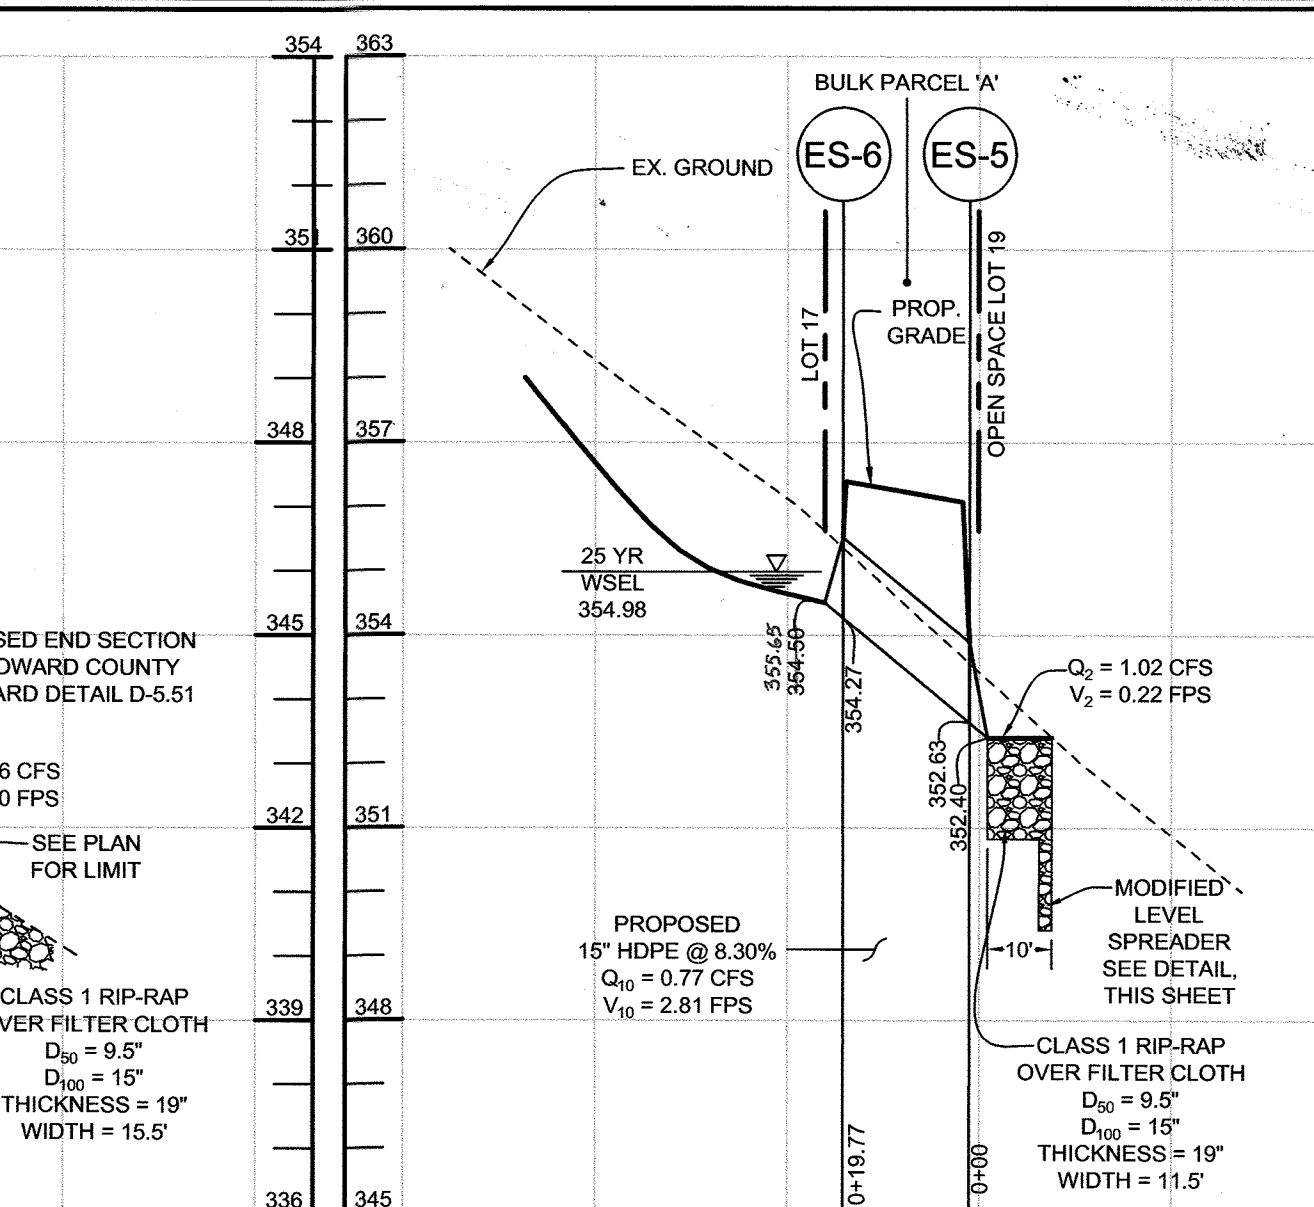 354
351
348
345
342
339
336
363
360
357
354
351
348
345
BULK PARCEL 'A'
ES-6
ES-5
EX. GROUND
LOT 17
PROP.
GRADE
OPEN SPACE LOT 19
25 YR
WSEL
354.98
355.65
354.50
354.27
352.63
352.40
Q₂ = 1.02 CFS
V₂ = 0.22 FPS
SED END SECTION
OWARD COUNTY
ARD DETAIL D-5.51
6 CFS
0 FPS
SEE PLAN
FOR LIMIT
CLASS 1 RIP-RAP
VER FILTER CLOTH
D₅₀ = 9.5"
D₁₀₀ = 15"
THICKNESS = 19"
WIDTH = 15.5'
PROPOSED
15" HDPE @ 8.30%
Q₁₀ = 0.77 CFS
V₁₀ = 2.81 FPS
10'
MODIFIED
LEVEL
SPREADER
SEE DETAIL,
THIS SHEET
CLASS 1 RIP-RAP
OVER FILTER CLOTH
D₅₀ = 9.5"
D₁₀₀ = 15"
THICKNESS = 19"
WIDTH = 11.5'
0+19.77
0+00